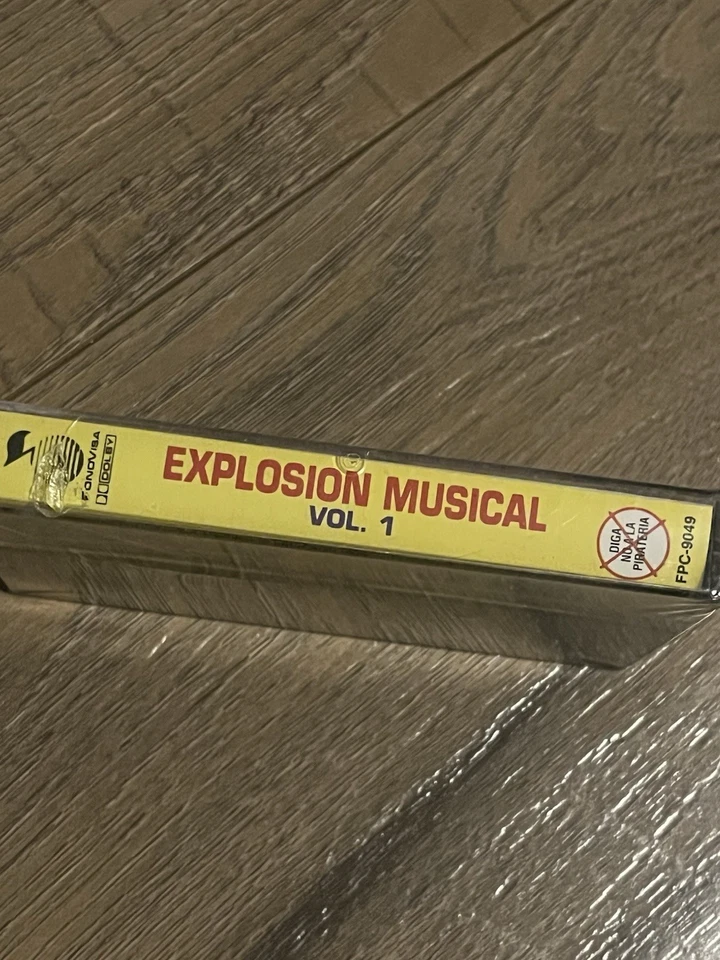 FONOVISA
DOLBY
EXPLOSION MUSICAL
VOL. 1
DIGA
NO A LA
PIRATERIA
FPC-9049